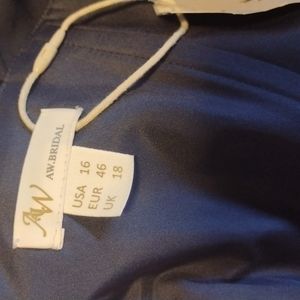 AW
AW.BRIDAL
USA 16
EUR 46
UK 18